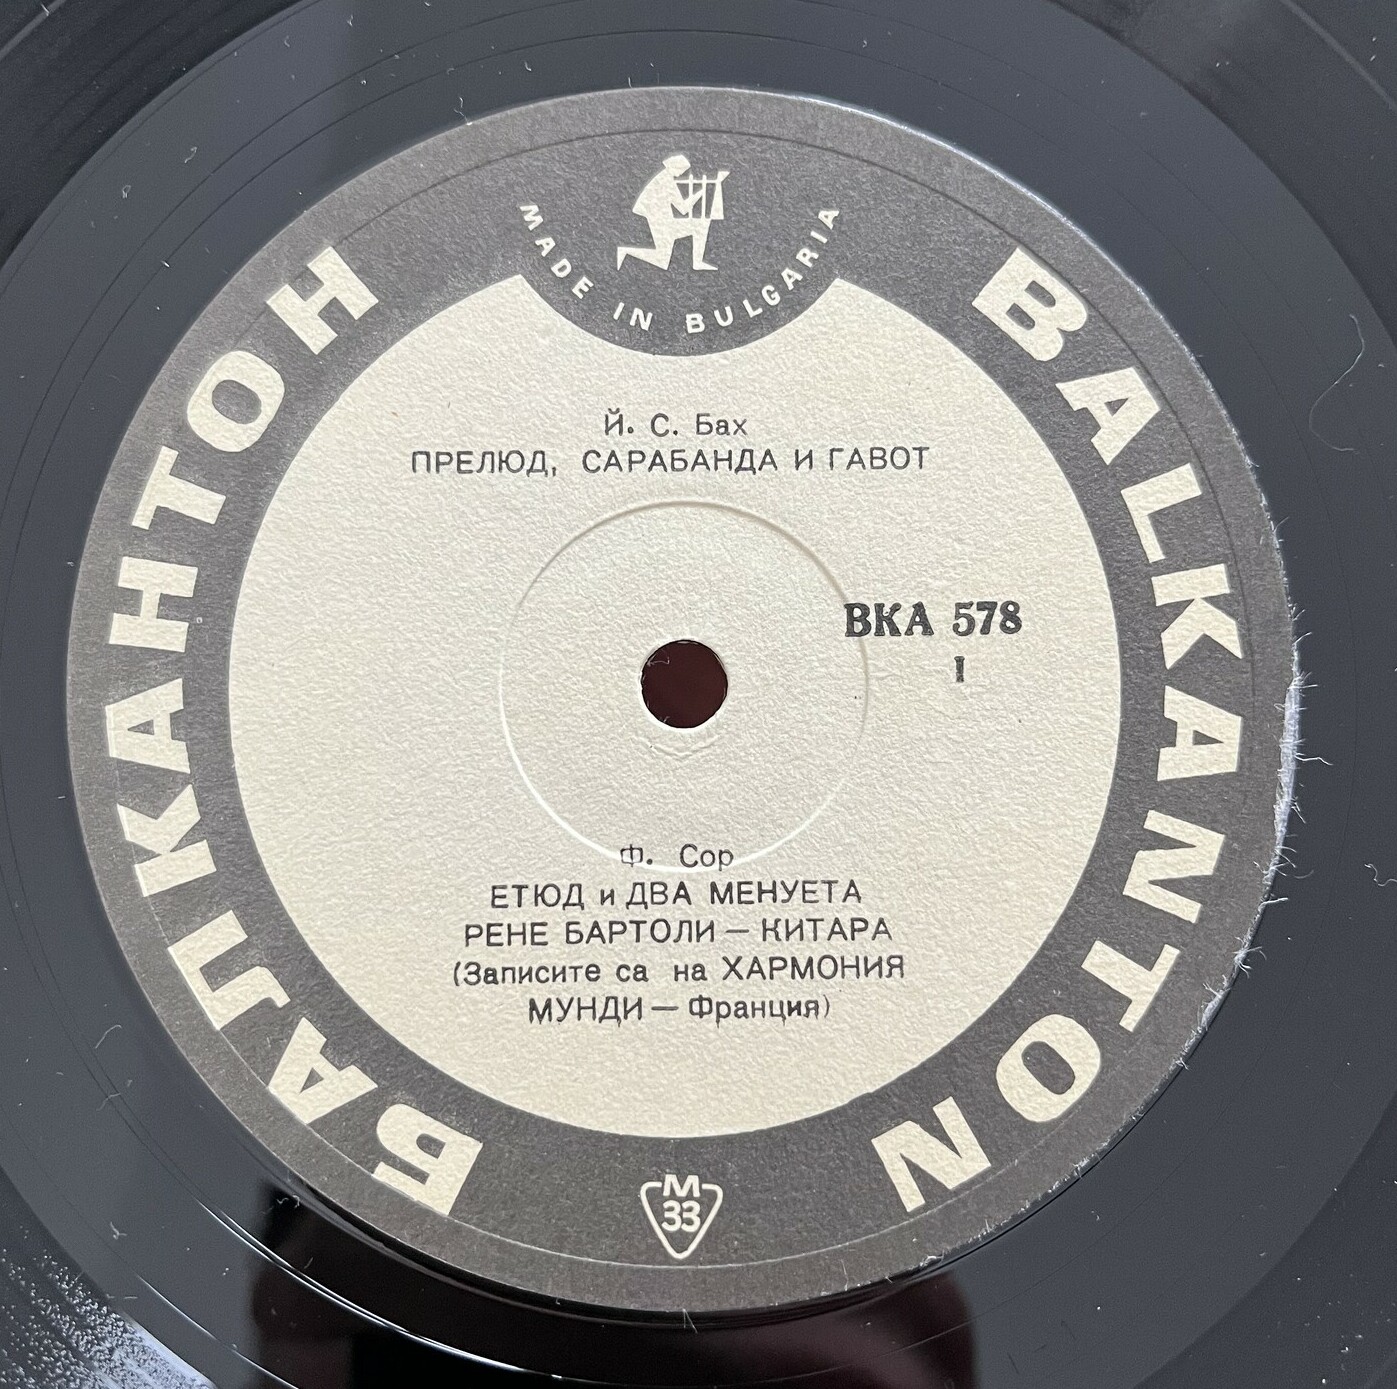 MADE IN BULGARIA
БАЛКАНТОН
BALKANTON
Й. С. Бах
ПРЕЛЮД, САРАБАНДА И ГАВОТ
ВКА 578
I
Ф. Сор
ЕТЮД и ДВА МЕНУЕТА
РЕНЕ БАРТОЛИ — КИТАРА
(Записите са на ХАРМОНИЯ
МУНДИ — Франция)
М
33